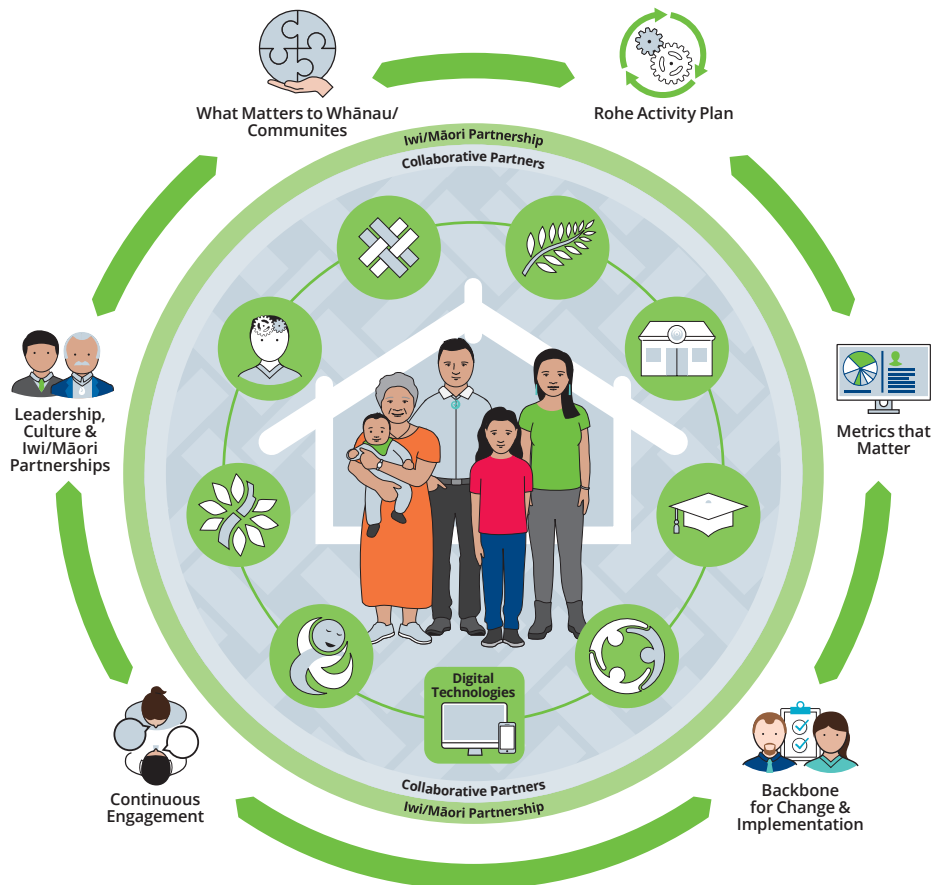 What Matters to Whānau/
Communites
Rohe Activity Plan
Iwi/Māori Partnership
Collaborative Partners
Leadership,
Culture &
Iwi/Māori
Partnerships
Metrics that
Matter
Digital
Technologies
Continuous
Engagement
Backbone
for Change &
Implementation
Collaborative Partners
Iwi/Māori Partnership